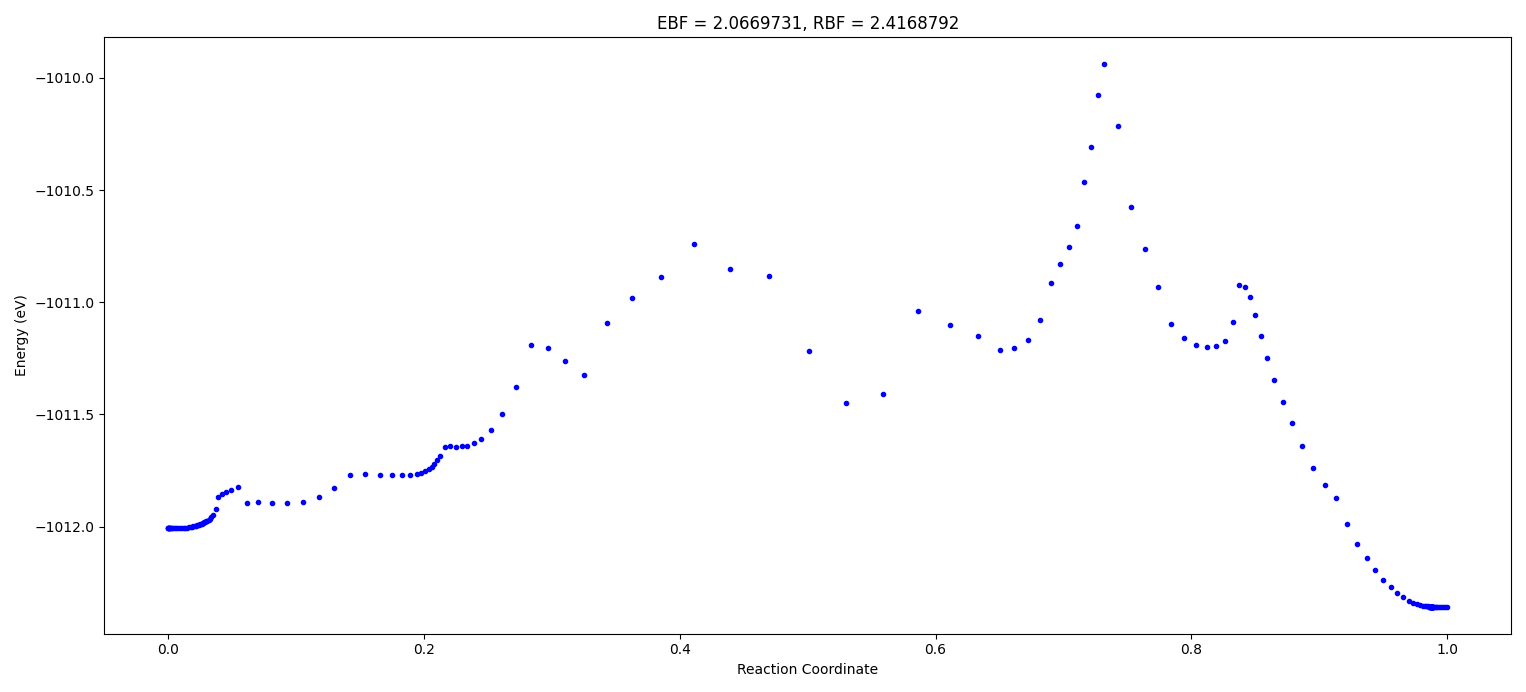 EBF = 2.0669731, RBF = 2.4168792
Energy (eV)
−1010.0
−1010.5
−1011.0
−1011.5
−1012.0
0.0 0.2 0.4 0.6 0.8 1.0
Reaction Coordinate